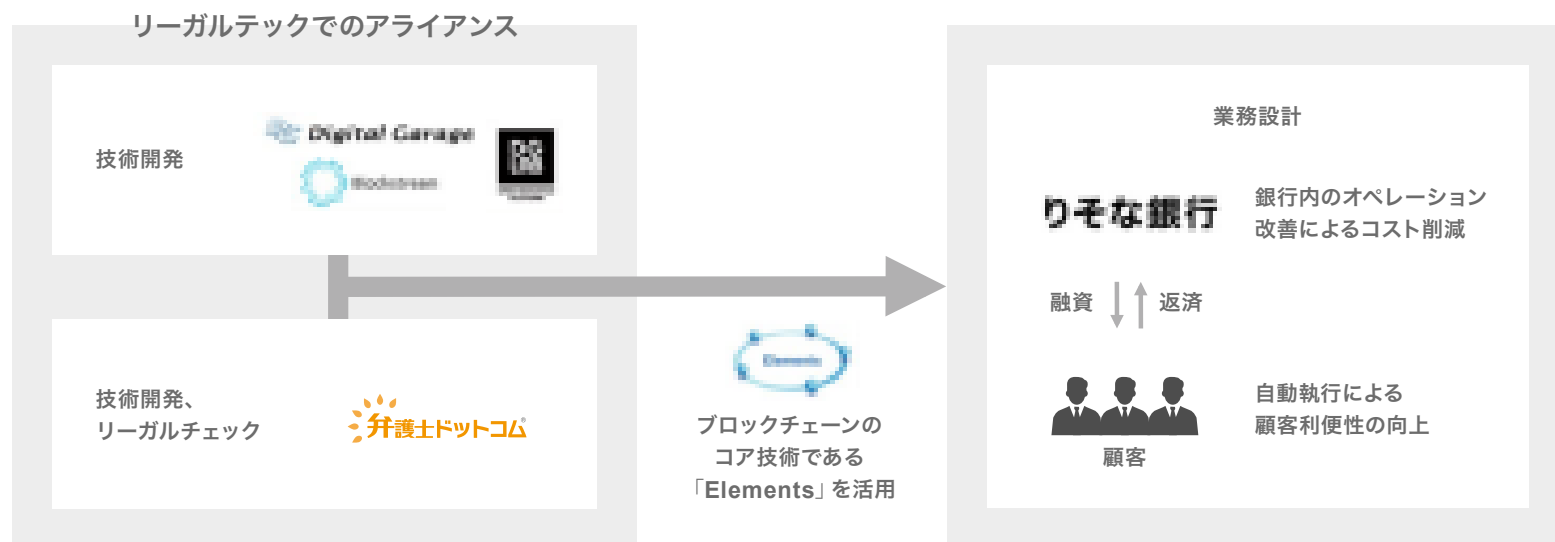 リーガルテックでのアライアンス
技術開発
Digital Garage
Blockstream
技術開発、
リーガルチェック
弁護士ドットコム
Elements
ブロックチェーンの
コア技術である
「Elements」を活用
業務設計
りそな銀行
銀行内のオペレーション
改善によるコスト削減
融資
返済
顧客
自動執行による
顧客利便性の向上